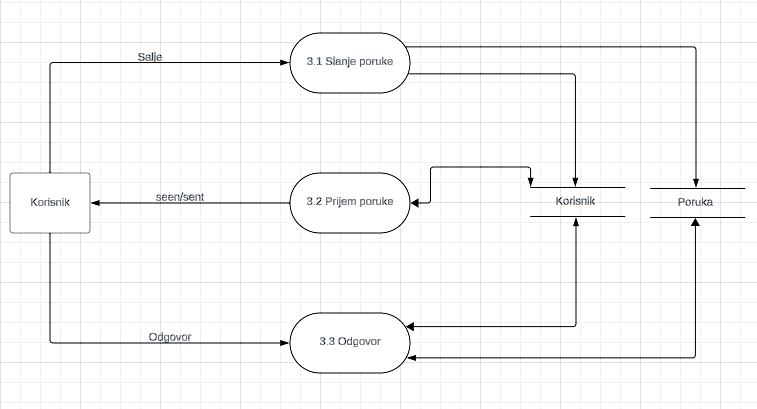 Salje
3.1 Slanje poruke
Korisnik
seen/sent
3.2 Prijem poruke
Korisnik
Poruka
Odgovor
3.3 Odgovor